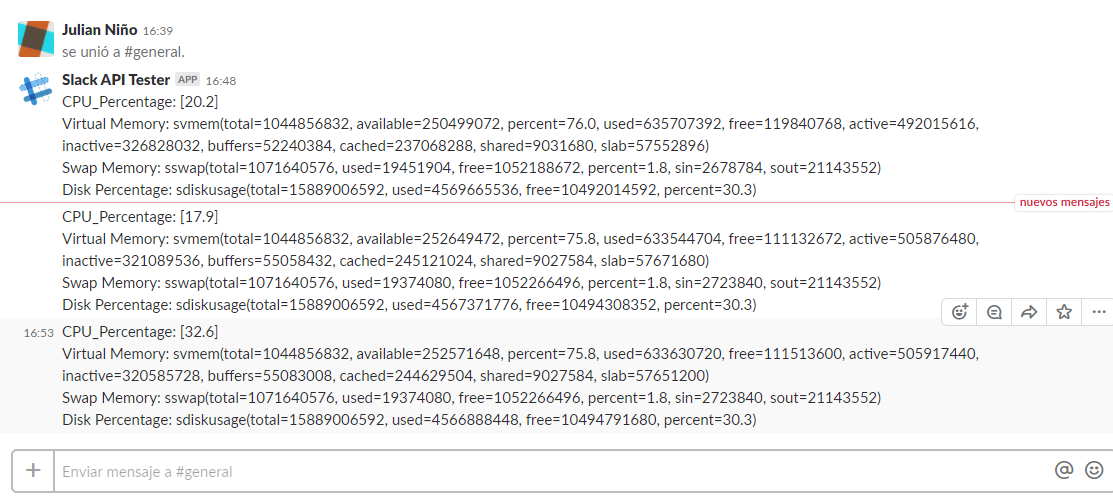 Julian Niño 16:39
se unió a #general.
Slack API Tester APP 16:48
CPU_Percentage: [20.2]
Virtual Memory: svmem(total=1044856832, available=250499072, percent=76.0, used=635707392, free=119840768, active=492015616,
inactive=326828032, buffers=52240384, cached=237068288, shared=9031680, slab=57552896)
Swap Memory: sswap(total=1071640576, used=19451904, free=1052188672, percent=1.8, sin=2678784, sout=21143552)
Disk Percentage: sdiskusage(total=15889006592, used=4569665536, free=10492014592, percent=30.3)
nuevos mensajes
CPU_Percentage: [17.9]
Virtual Memory: svmem(total=1044856832, available=252649472, percent=75.8, used=633544704, free=111132672, active=505876480,
inactive=321089536, buffers=55058432, cached=245121024, shared=9027584, slab=57671680)
Swap Memory: sswap(total=1071640576, used=19374080, free=1052266496, percent=1.8, sin=2723840, sout=21143552)
Disk Percentage: sdiskusage(total=15889006592, used=4567371776, free=10494308352, percent=30.3)
16:53 CPU_Percentage: [32.6]
Virtual Memory: svmem(total=1044856832, available=252571648, percent=75.8, used=633630720, free=111513600, active=505917440,
inactive=320585728, buffers=55083008, cached=244629504, shared=9027584, slab=57651200)
Swap Memory: sswap(total=1071640576, used=19374080, free=1052266496, percent=1.8, sin=2723840, sout=21143552)
Disk Percentage: sdiskusage(total=15889006592, used=4566888448, free=10494791680, percent=30.3)
Enviar mensaje a #general